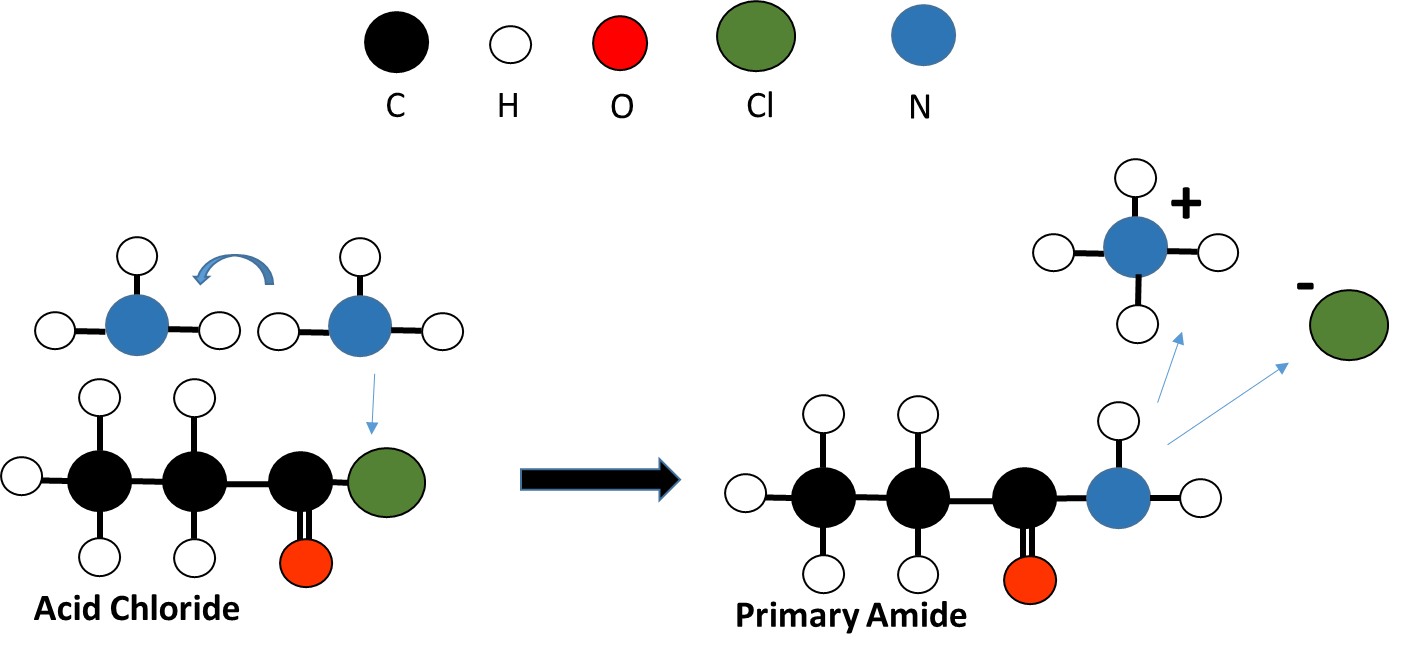 C H O Cl N
+
-
Acid Chloride
Primary Amide